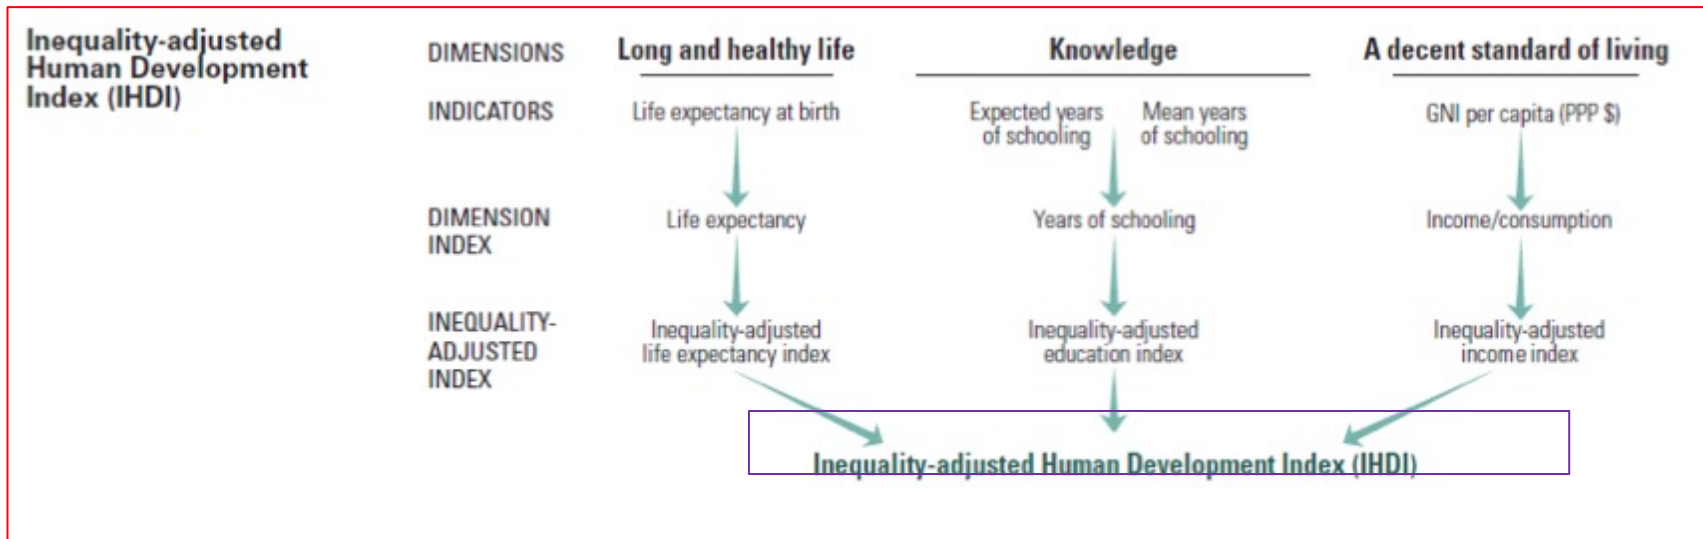 Inequality-adjusted
Human Development
Index (IHDI)
DIMENSIONS
Long and healthy life
Knowledge
A decent standard of living
INDICATORS
Life expectancy at birth
Expected years
of schooling
Mean years
of schooling
GNI per capita (PPP $)
DIMENSION
INDEX
Life expectancy
Years of schooling
Income/consumption
INEQUALITY-
ADJUSTED
INDEX
Inequality-adjusted
life expectancy index
Inequality-adjusted
education index
Inequality-adjusted
income index
Inequality-adjusted Human Development Index (IHDI)